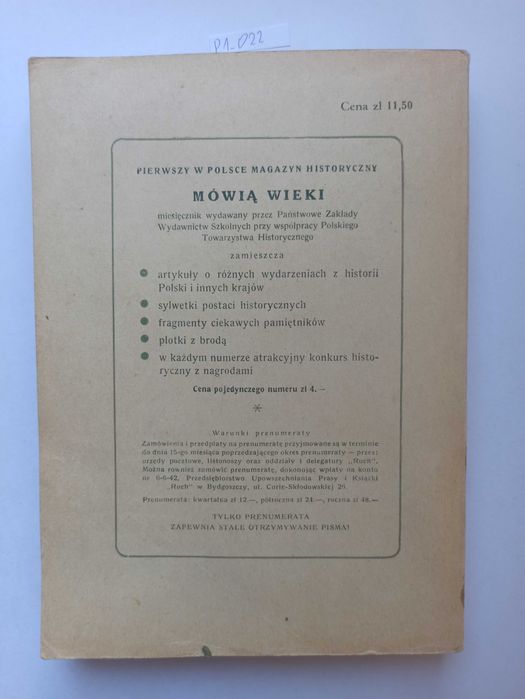 P1_022
Cena zł 11,50
PIERWSZY W POLSCE MAGAZYN HISTORYCZNY
MÓWIĄ WIEKI
miesięcznik wydawany przez Państwowe Zakłady
Wydawnictw Szkolnych przy współpracy Polskiego
Towarzystwa Historycznego
zamieszcza
● artykuły o różnych wydarzeniach z historii
Polski i innych krajów
● sylwetki postaci historycznych
● fragmenty ciekawych pamiętników
● plotki z brodą
● w każdym numerze atrakcyjny konkurs histo-
ryczny z nagrodami
Cena pojedynczego numeru zł 4.—
*
Warunki prenumeraty
Zamówienia i przedpłaty na prenumeratę przyjmowane są w terminie
do dnia 15-go miesiąca poprzedzającego okres prenumeraty — przez:
urzędy pocztowe, listonoszy oraz oddziały i delegatury „Ruch".
Można również zamówić prenumeratę, dokonując wpłaty na konto
nr 6-6-42, Przedsiębiorstwo Upowszechniania Prasy i Książki
„Ruch" w Bydgoszczy, ul. Curie-Skłodowskiej 26.
Prenumerata: kwartalna zł 12.—, półroczna zł 24.—, roczna zł 48.—
TYLKO PRENUMERATA
ZAPEWNIA STAŁE OTRZYMYWANIE PISMA!